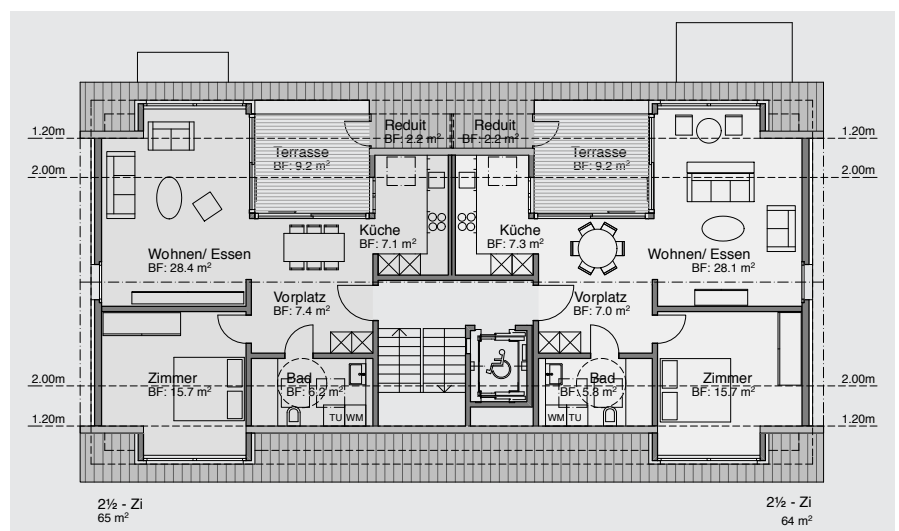 Reduit
BF: 2.2 m²
Reduit
BF: 2.2 m²
1.20m
1.20m
Terrasse
BF: 9.2 m²
Terrasse
BF: 9.2 m²
2.00m
2.00m
Küche
BF: 7.1 m²
Küche
BF: 7.3 m²
Wohnen/ Essen
BF: 28.4 m²
Wohnen/ Essen
BF: 28.1 m²
Vorplatz
BF: 7.4 m²
Vorplatz
BF: 7.0 m²
2.00m
2.00m
Zimmer
BF: 15.7 m²
Bad
BF: 6.2 m²
Bad
BF: 5.8 m²
Zimmer
BF: 15.7 m²
TU WM
WM TU
1.20m
1.20m
2½ - Zi
65 m²
2½ - Zi
64 m²